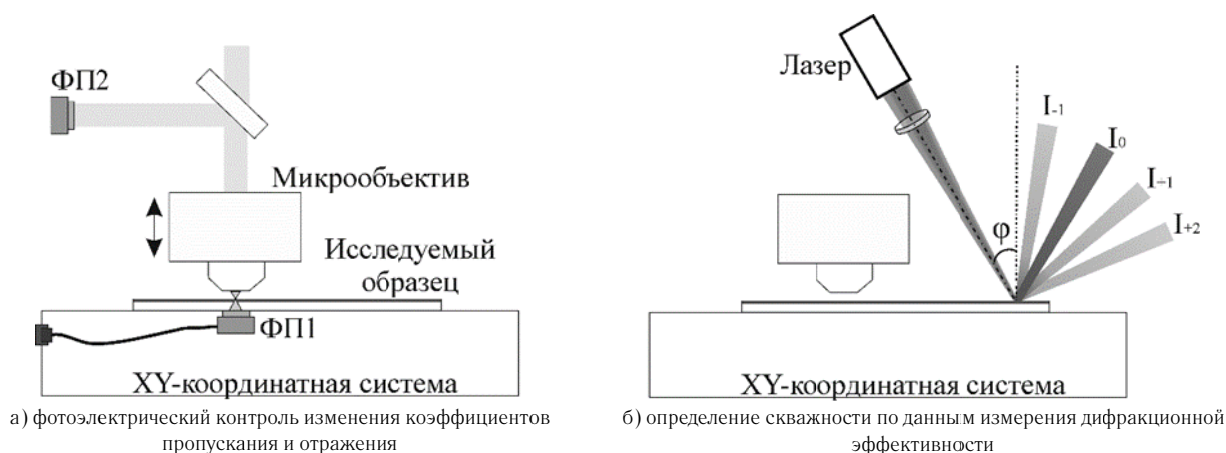 ФП2
Микрообъектив
Исследуемый
образец
ФП1
XY-координатная система
а) фотоэлектрический контроль изменения коэффициентов
пропускания и отражения
Лазер
I-1
I0
I+1
I+2
φ
XY-координатная система
б) определение скважности по данным измерения дифракционной
эффективности